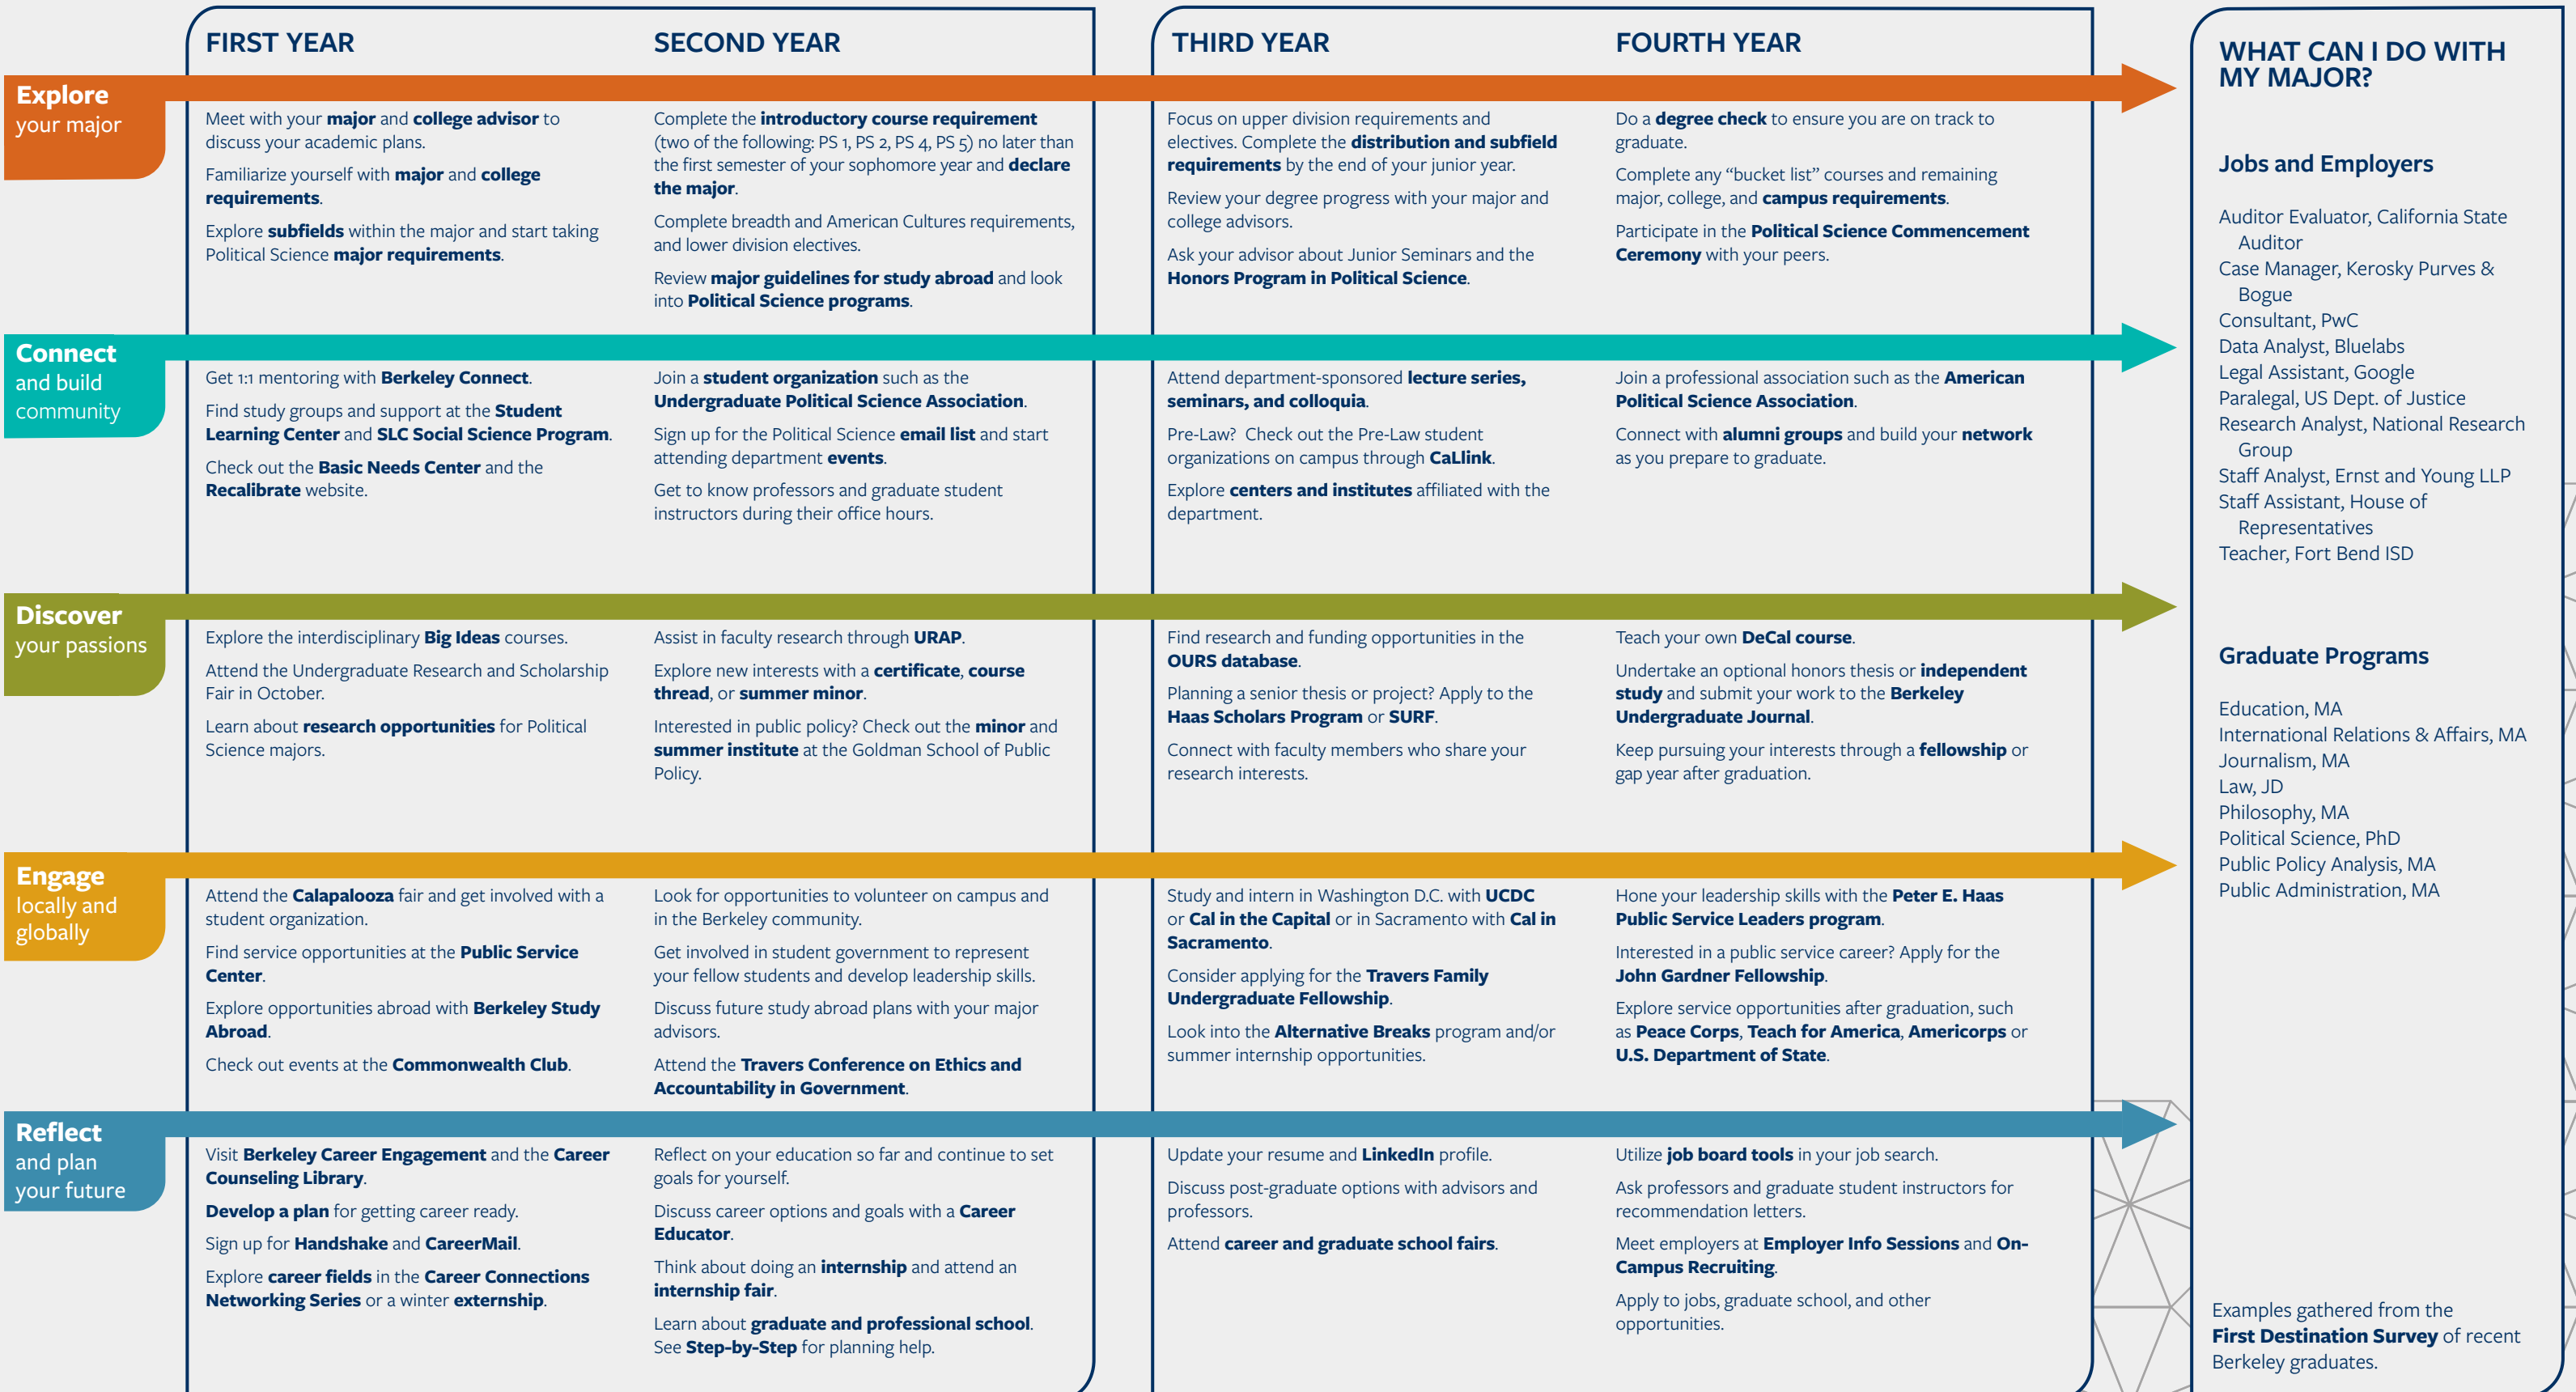 FIRST YEAR
SECOND YEAR
THIRD YEAR
FOURTH YEAR
Explore
your major
Meet with your major and college advisor to
discuss your academic plans.
Familiarize yourself with major and college
requirements.
Explore subfields within the major and start taking
Political Science major requirements.
Complete the introductory course requirement
(two of the following: PS 1, PS 2, PS 4, PS 5) no later than
the first semester of your sophomore year and declare
the major.
Complete breadth and American Cultures requirements,
and lower division electives.
Review major guidelines for study abroad and look
into Political Science programs.
Focus on upper division requirements and
electives. Complete the distribution and subfield
requirements by the end of your junior year.
Review your degree progress with your major and
college advisors.
Ask your advisor about Junior Seminars and the
Honors Program in Political Science.
Do a degree check to ensure you are on track to
graduate.
Complete any “bucket list” courses and remaining
major, college, and campus requirements.
Participate in the Political Science Commencement
Ceremony with your peers.
Connect
and build
community
Get 1:1 mentoring with Berkeley Connect.
Find study groups and support at the Student
Learning Center and SLC Social Science Program.
Check out the Basic Needs Center and the
Recalibrate website.
Join a student organization such as the
Undergraduate Political Science Association.
Sign up for the Political Science email list and start
attending department events.
Get to know professors and graduate student
instructors during their office hours.
Attend department-sponsored lecture series,
seminars, and colloquia.
Pre-Law? Check out the Pre-Law student
organizations on campus through CaLlink.
Explore centers and institutes affiliated with the
department.
Join a professional association such as the American
Political Science Association.
Connect with alumni groups and build your network
as you prepare to graduate.
Discover
your passions
Explore the interdisciplinary Big Ideas courses.
Attend the Undergraduate Research and Scholarship
Fair in October.
Learn about research opportunities for Political
Science majors.
Assist in faculty research through URAP.
Explore new interests with a certificate, course
thread, or summer minor.
Interested in public policy? Check out the minor and
summer institute at the Goldman School of Public
Policy.
Find research and funding opportunities in the
OURS database.
Planning a senior thesis or project? Apply to the
Haas Scholars Program or SURF.
Connect with faculty members who share your
research interests.
Teach your own DeCal course.
Undertake an optional honors thesis or independent
study and submit your work to the Berkeley
Undergraduate Journal.
Keep pursuing your interests through a fellowship or
gap year after graduation.
Engage
locally and
globally
Attend the Calapalooza fair and get involved with a
student organization.
Find service opportunities at the Public Service
Center.
Explore opportunities abroad with Berkeley Study
Abroad.
Check out events at the Commonwealth Club.
Look for opportunities to volunteer on campus and
in the Berkeley community.
Get involved in student government to represent
your fellow students and develop leadership skills.
Discuss future study abroad plans with your major
advisors.
Attend the Travers Conference on Ethics and
Accountability in Government.
Study and intern in Washington D.C. with UCDC
or Cal in the Capital or in Sacramento with Cal in
Sacramento.
Consider applying for the Travers Family
Undergraduate Fellowship.
Look into the Alternative Breaks program and/or
summer internship opportunities.
Hone your leadership skills with the Peter E. Haas
Public Service Leaders program.
Interested in a public service career? Apply for the
John Gardner Fellowship.
Explore service opportunities after graduation, such
as Peace Corps, Teach for America, Americorps or
U.S. Department of State.
Reflect
and plan
your future
Visit Berkeley Career Engagement and the Career
Counseling Library.
Develop a plan for getting career ready.
Sign up for Handshake and CareerMail.
Explore career fields in the Career Connections
Networking Series or a winter externship.
Reflect on your education so far and continue to set
goals for yourself.
Discuss career options and goals with a Career
Educator.
Think about doing an internship and attend an
internship fair.
Learn about graduate and professional school.
See Step-by-Step for planning help.
Update your resume and LinkedIn profile.
Discuss post-graduate options with advisors and
professors.
Attend career and graduate school fairs.
Utilize job board tools in your job search.
Ask professors and graduate student instructors for
recommendation letters.
Meet employers at Employer Info Sessions and On-
Campus Recruiting.
Apply to jobs, graduate school, and other
opportunities.
WHAT CAN I DO WITH
MY MAJOR?
Jobs and Employers
Auditor Evaluator, California State
Auditor
Case Manager, Kerosky Purves &
Bogue
Consultant, PwC
Data Analyst, Bluelabs
Legal Assistant, Google
Paralegal, US Dept. of Justice
Research Analyst, National Research
Group
Staff Analyst, Ernst and Young LLP
Staff Assistant, House of
Representatives
Teacher, Fort Bend ISD
Graduate Programs
Education, MA
International Relations & Affairs, MA
Journalism, MA
Law, JD
Philosophy, MA
Political Science, PhD
Public Policy Analysis, MA
Public Administration, MA
Examples gathered from the
First Destination Survey of recent
Berkeley graduates.